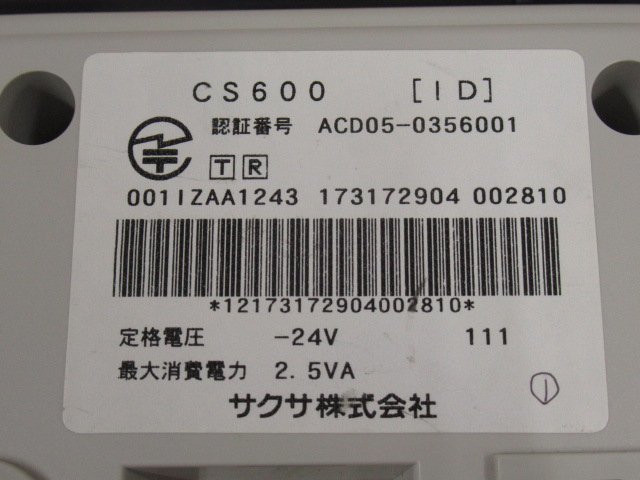 CS600 [ID]
認証番号 ACD05-0356001
T R
001IZAA1243 173172904 002810
*12173172904002810*
定格電圧 -24V 111
最大消費電力 2.5VA
サクサ株式会社